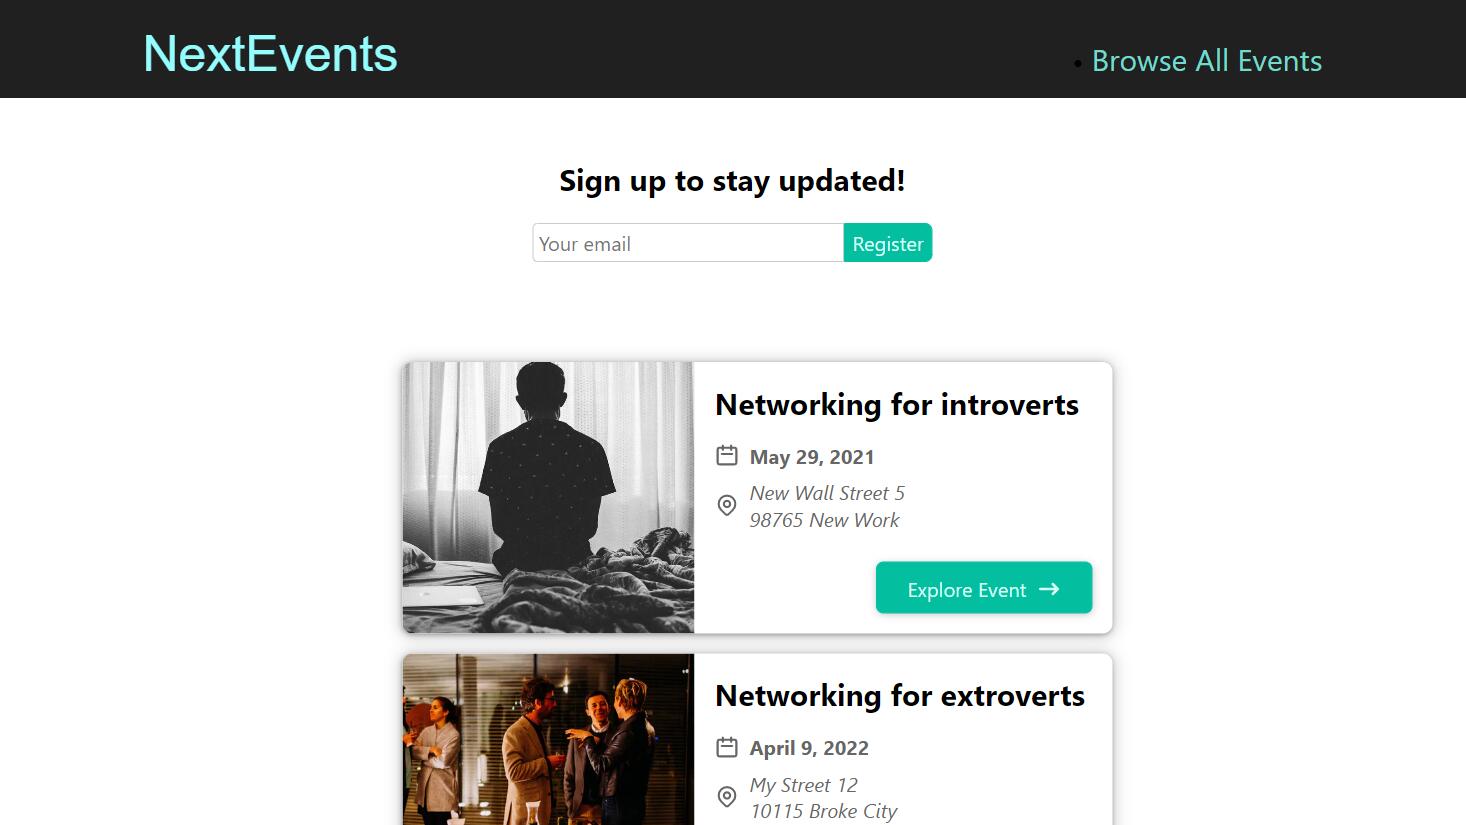 NextEvents
Browse All Events
Sign up to stay updated!
Your email
Register
Networking for introverts
May 29, 2021
New Wall Street 5
98765 New Work
Explore Event →
Networking for extroverts
April 9, 2022
My Street 12
10115 Broke City